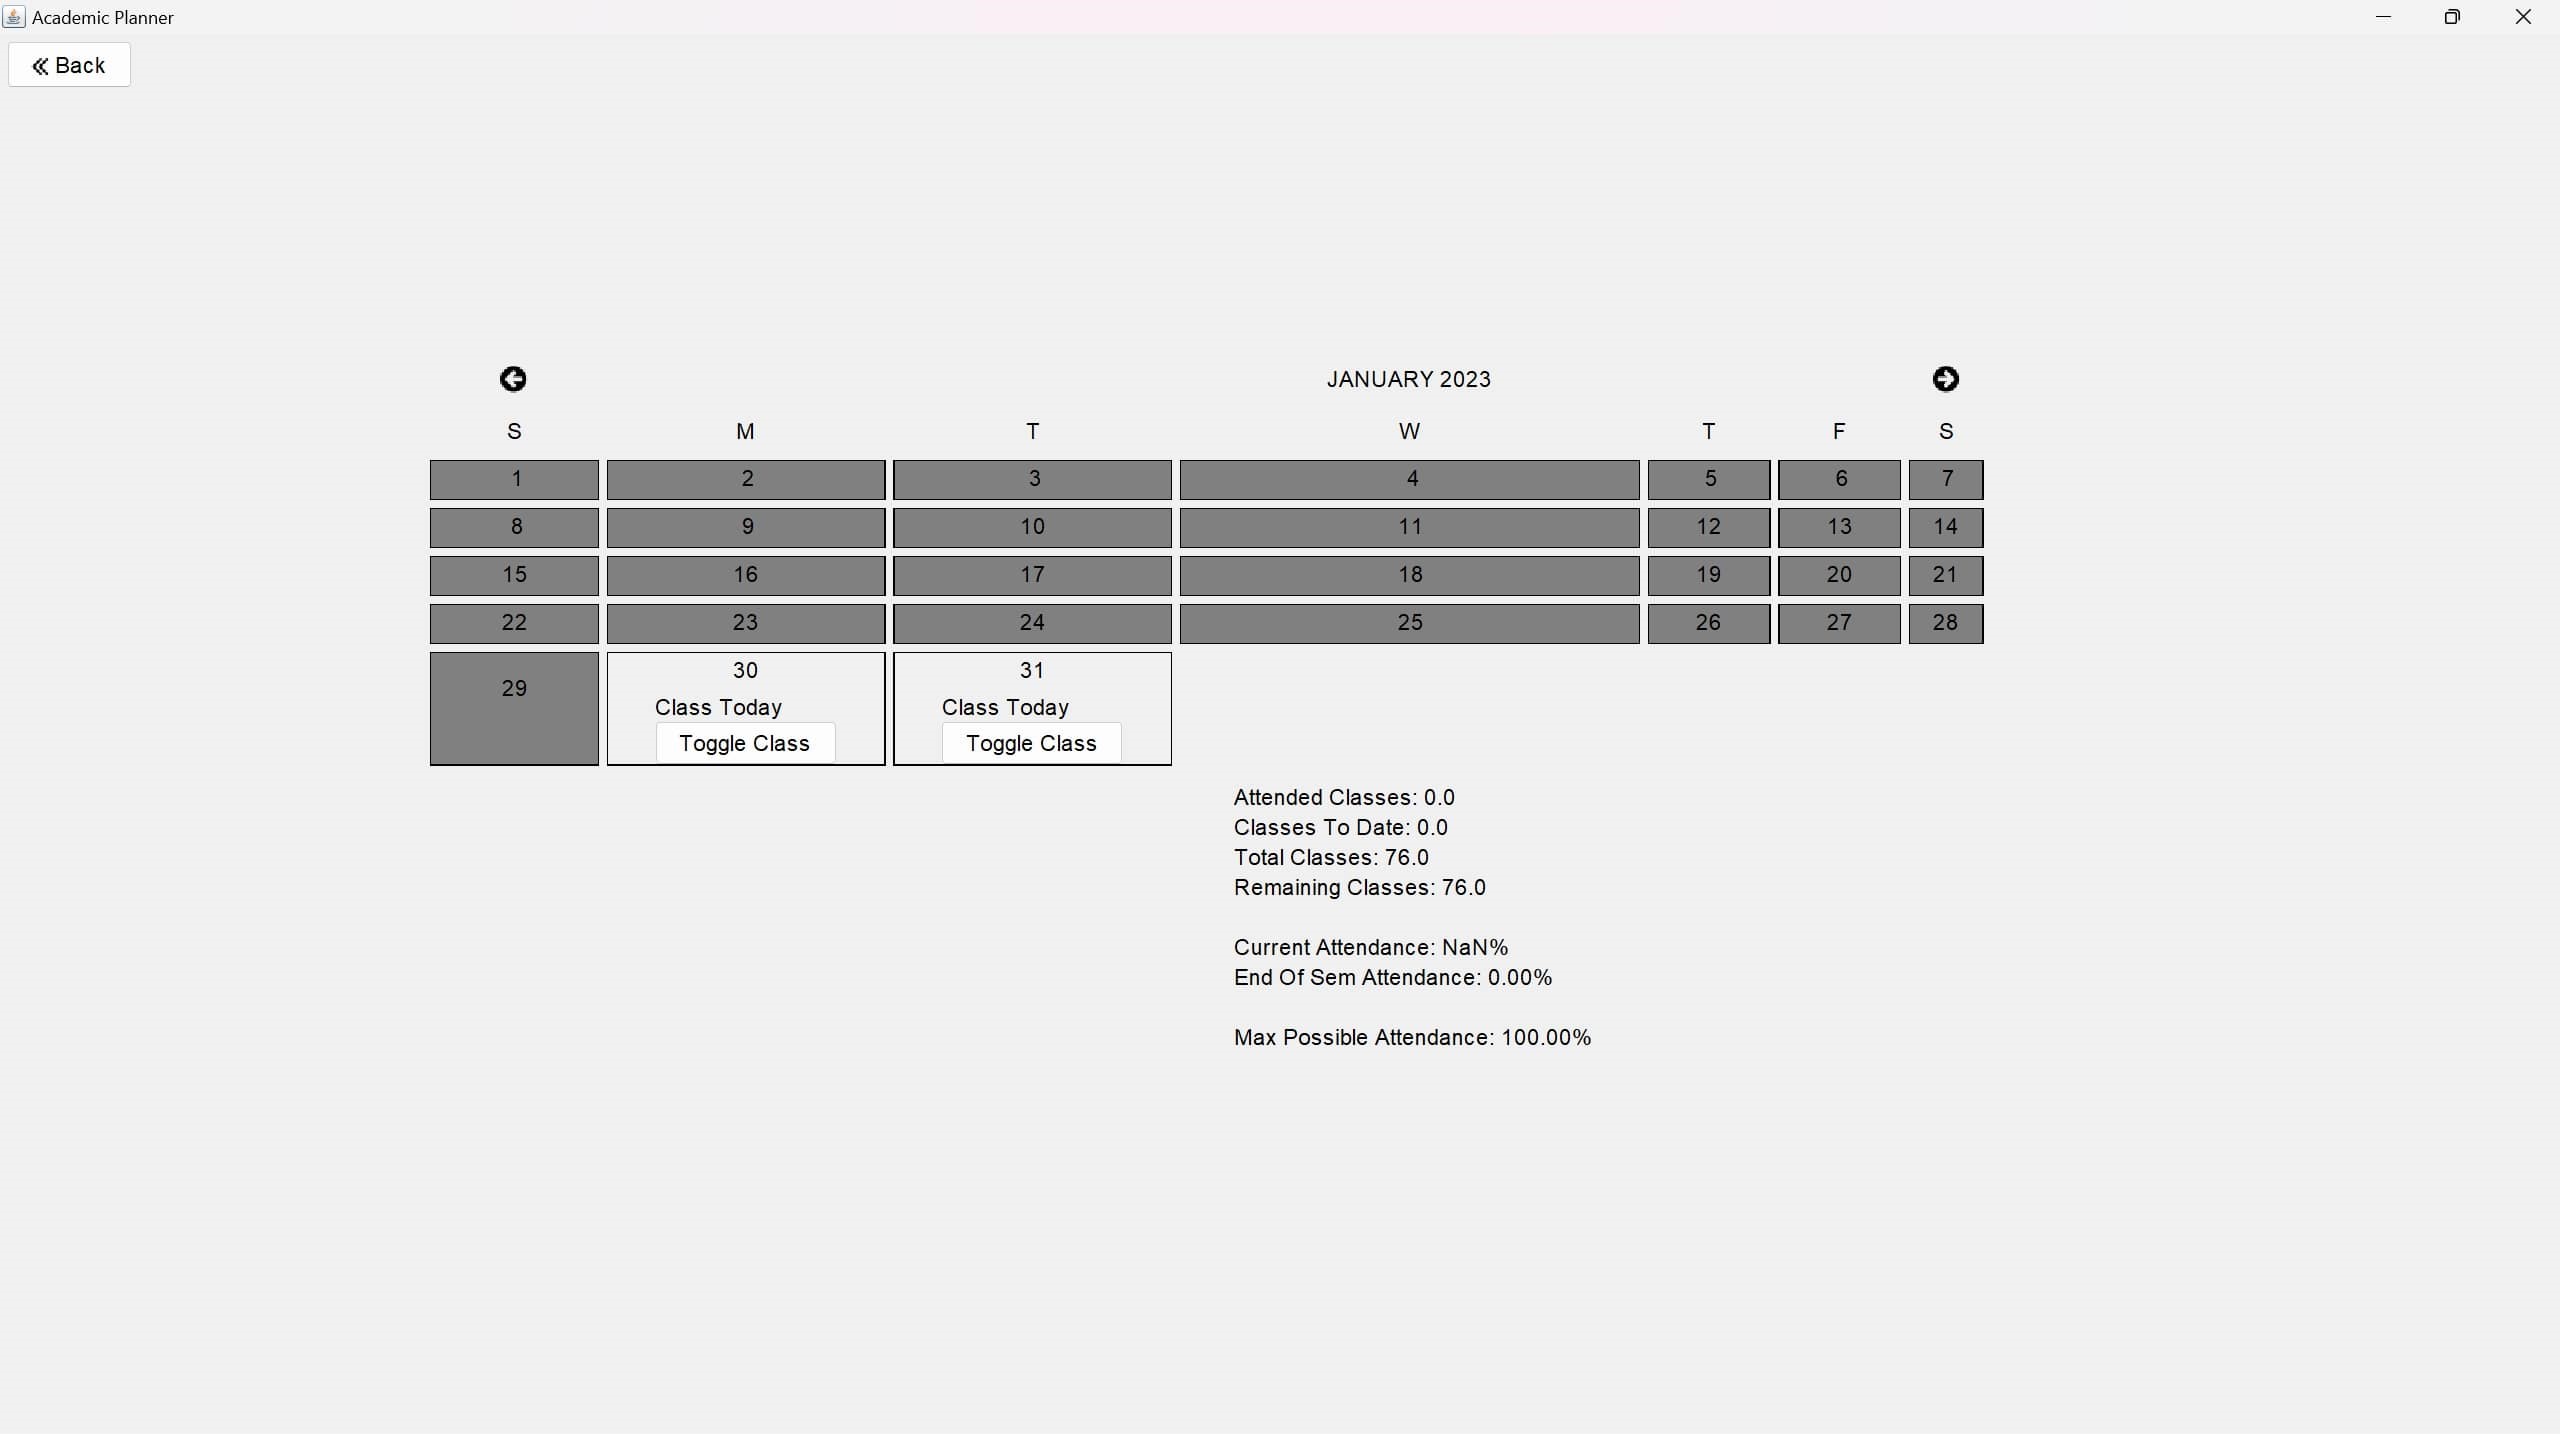 Academic Planner
Back
JANUARY 2023
S M T W T F S
1 2 3 4 5 6 7
8 9 10 11 12 13 14
15 16 17 18 19 20 21
22 23 24 25 26 27 28
29 30 31
Class Today Class Today
Toggle Class Toggle Class
Attended Classes: 0.0
Classes To Date: 0.0
Total Classes: 76.0
Remaining Classes: 76.0
Current Attendance: NaN%
End Of Sem Attendance: 0.00%
Max Possible Attendance: 100.00%